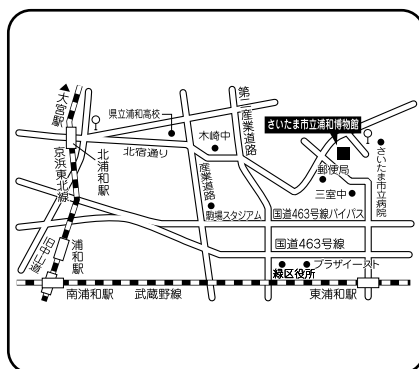 ▲大宮駅
県立浦和高校
第二産業道路
さいたま市立浦和博物館
木崎中
北宿通り
北浦和駅
京浜東北線
産業道路
郵便局
三室中
さいたま市立病院
駒場スタジアム
国道463号線バイパス
旧中山道
浦和駅
国道463号線
プラザイースト
緑区役所
南浦和駅
武蔵野線
東浦和駅